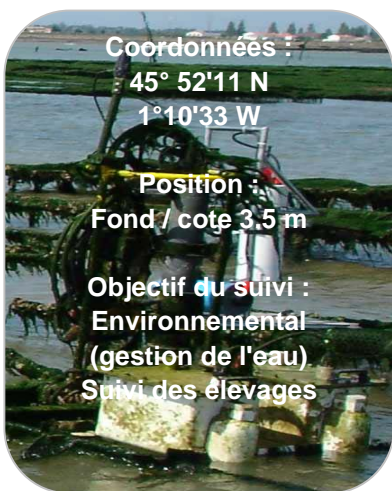 Coordonnées :
45° 52'11 N
1°10'33 W
Position :
Fond / cote 3.5 m
Objectif du suivi :
Environnemental
(gestion de l'eau)
Suivi des élevages